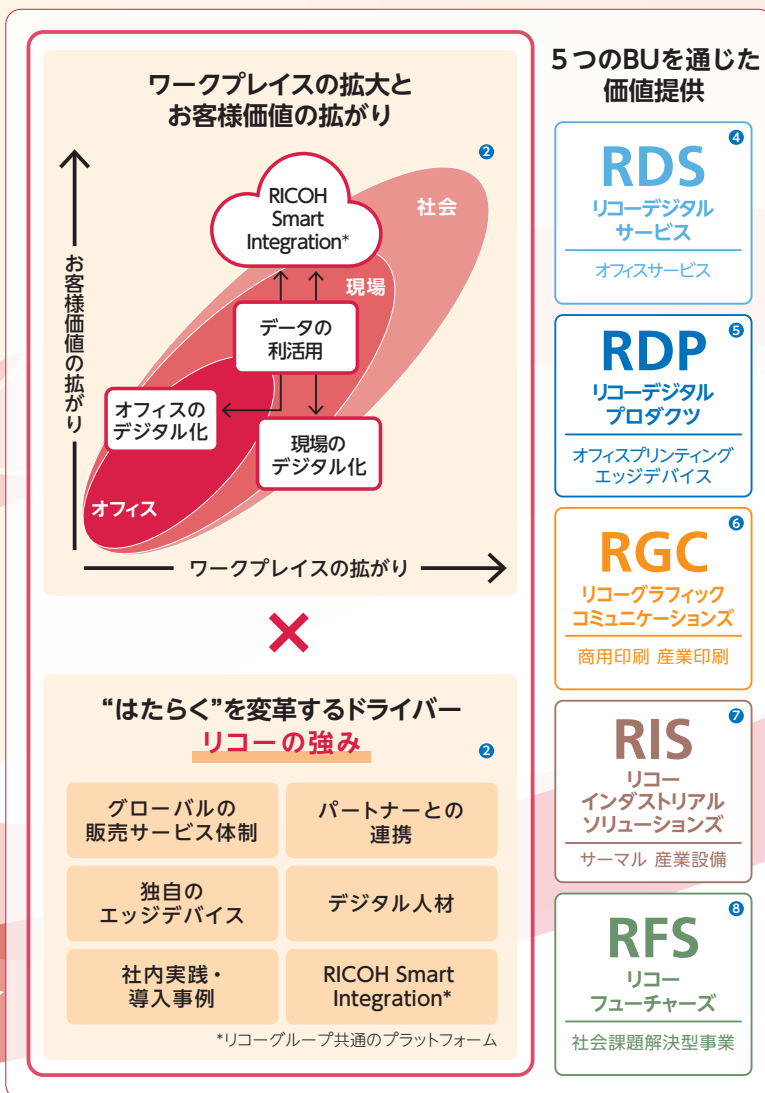 ワークプレイスの拡大と
お客様価値の拡がり
❷
お客様価値の拡がり
社会
RICOH
Smart
Integration*
現場
データの
利活用
オフィスの
デジタル化
現場の
デジタル化
オフィス
ワークプレイスの拡がり
×
“はたらく”を変革するドライバー
リコーの強み
❷
グローバルの
販売サービス体制
パートナーとの
連携
独自の
エッジデバイス
デジタル人材
社内実践・
導入事例
RICOH Smart
Integration*
*リコーグループ共通のプラットフォーム
5つのBUを通じた
価値提供
❹
RDS
リコーデジタル
サービス
オフィスサービス
❺
RDP
リコーデジタル
プロダクツ
オフィスプリンティング
エッジデバイス
❻
RGC
リコーグラフィック
コミュニケーションズ
商用印刷 産業印刷
❼
RIS
リコー
インダストリアル
ソリューションズ
サーマル 産業設備
❽
RFS
リコー
フューチャーズ
社会課題解決型事業